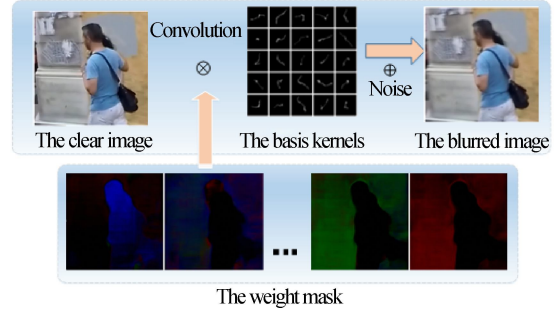 Convolution
Noise
The clear image
The basis kernels
The blurred image
The weight mask